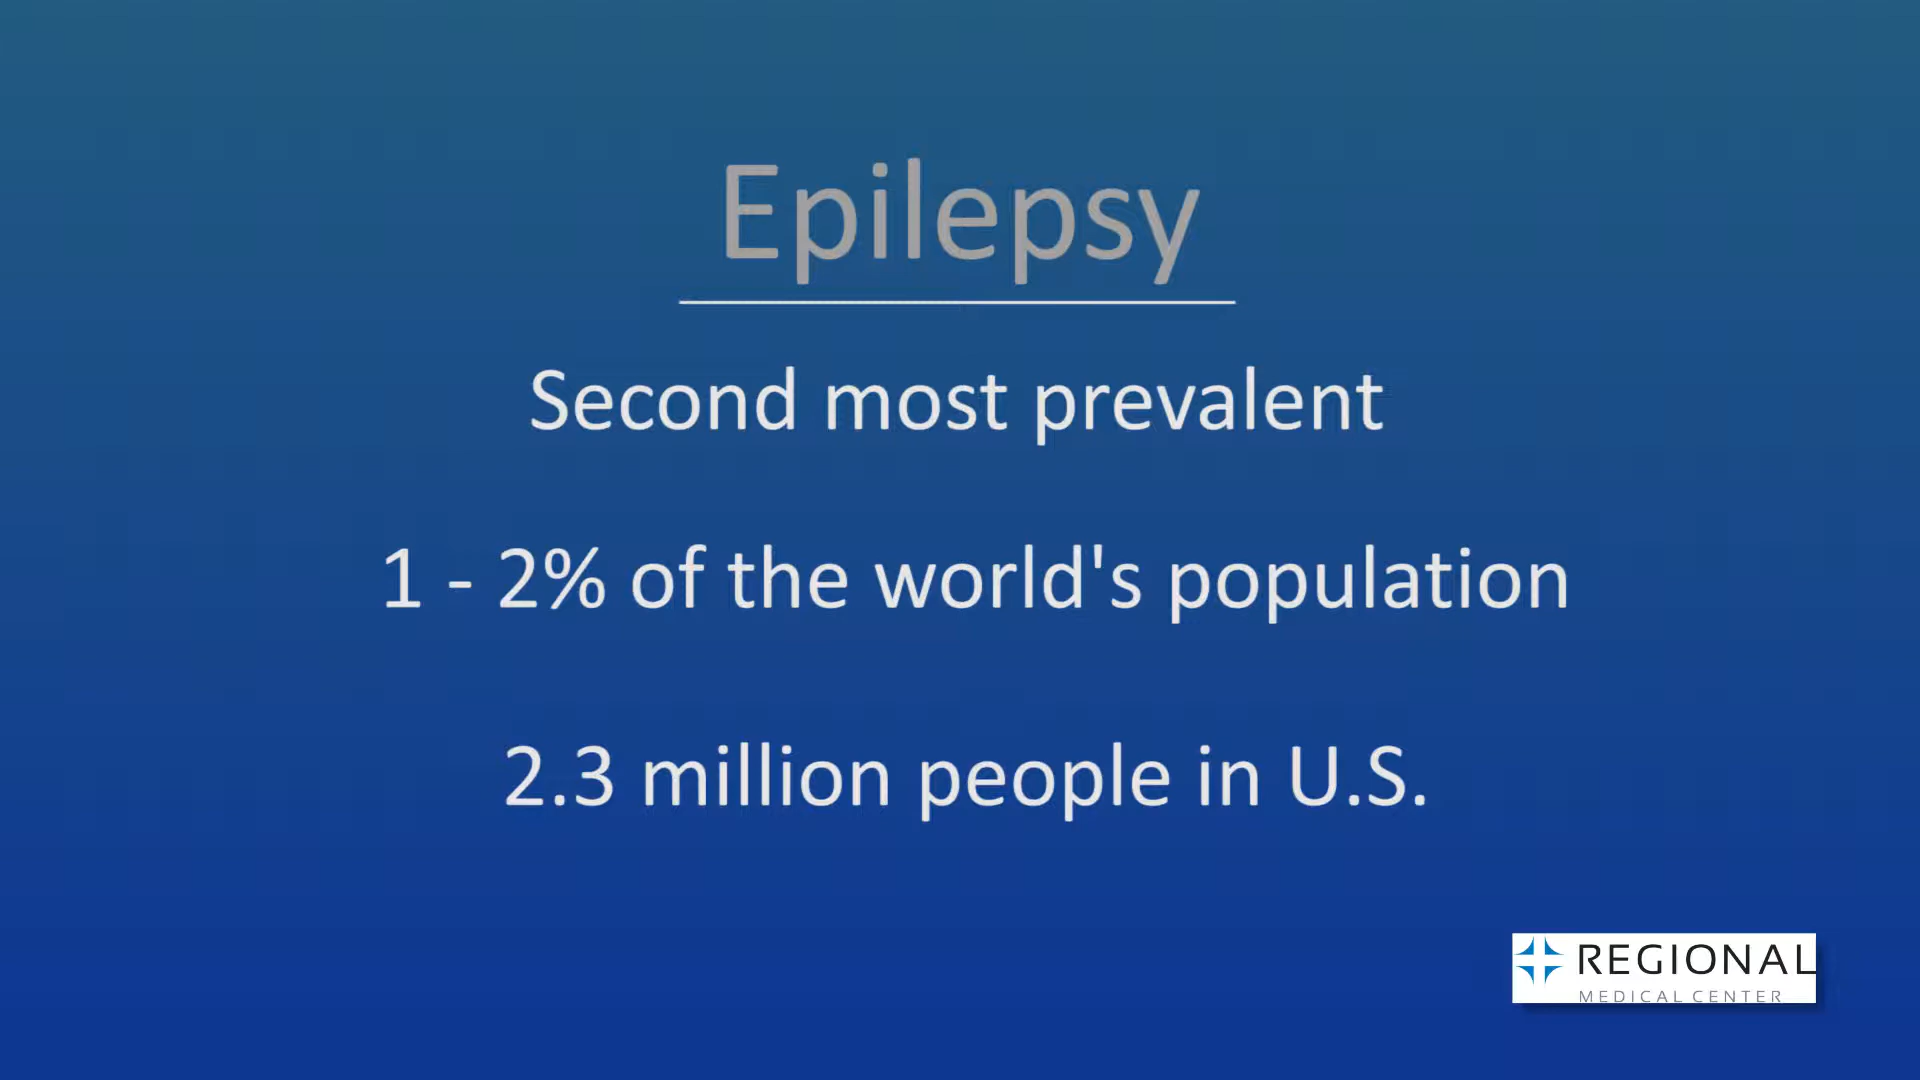 Epilepsy
Second most prevalent
1 - 2% of the world's population
2.3 million people in U.S.
REGIONAL
MEDICAL CENTER